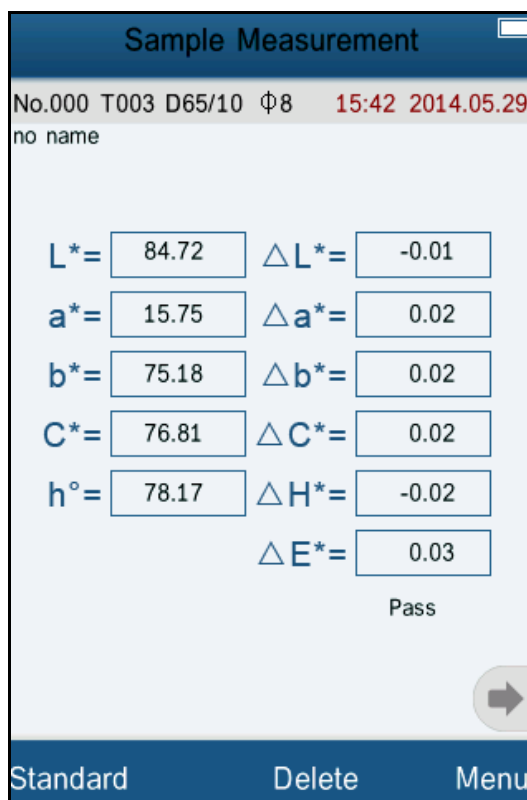 Sample Measurement
No.000 T003 D65/10 Φ8 15:42 2014.05.29
no name
L*= 84.72 △L*= -0.01
a*= 15.75 △a*= 0.02
b*= 75.18 △b*= 0.02
C*= 76.81 △C*= 0.02
h°= 78.17 △H*= -0.02
△E*= 0.03
Pass
Standard Delete Menu